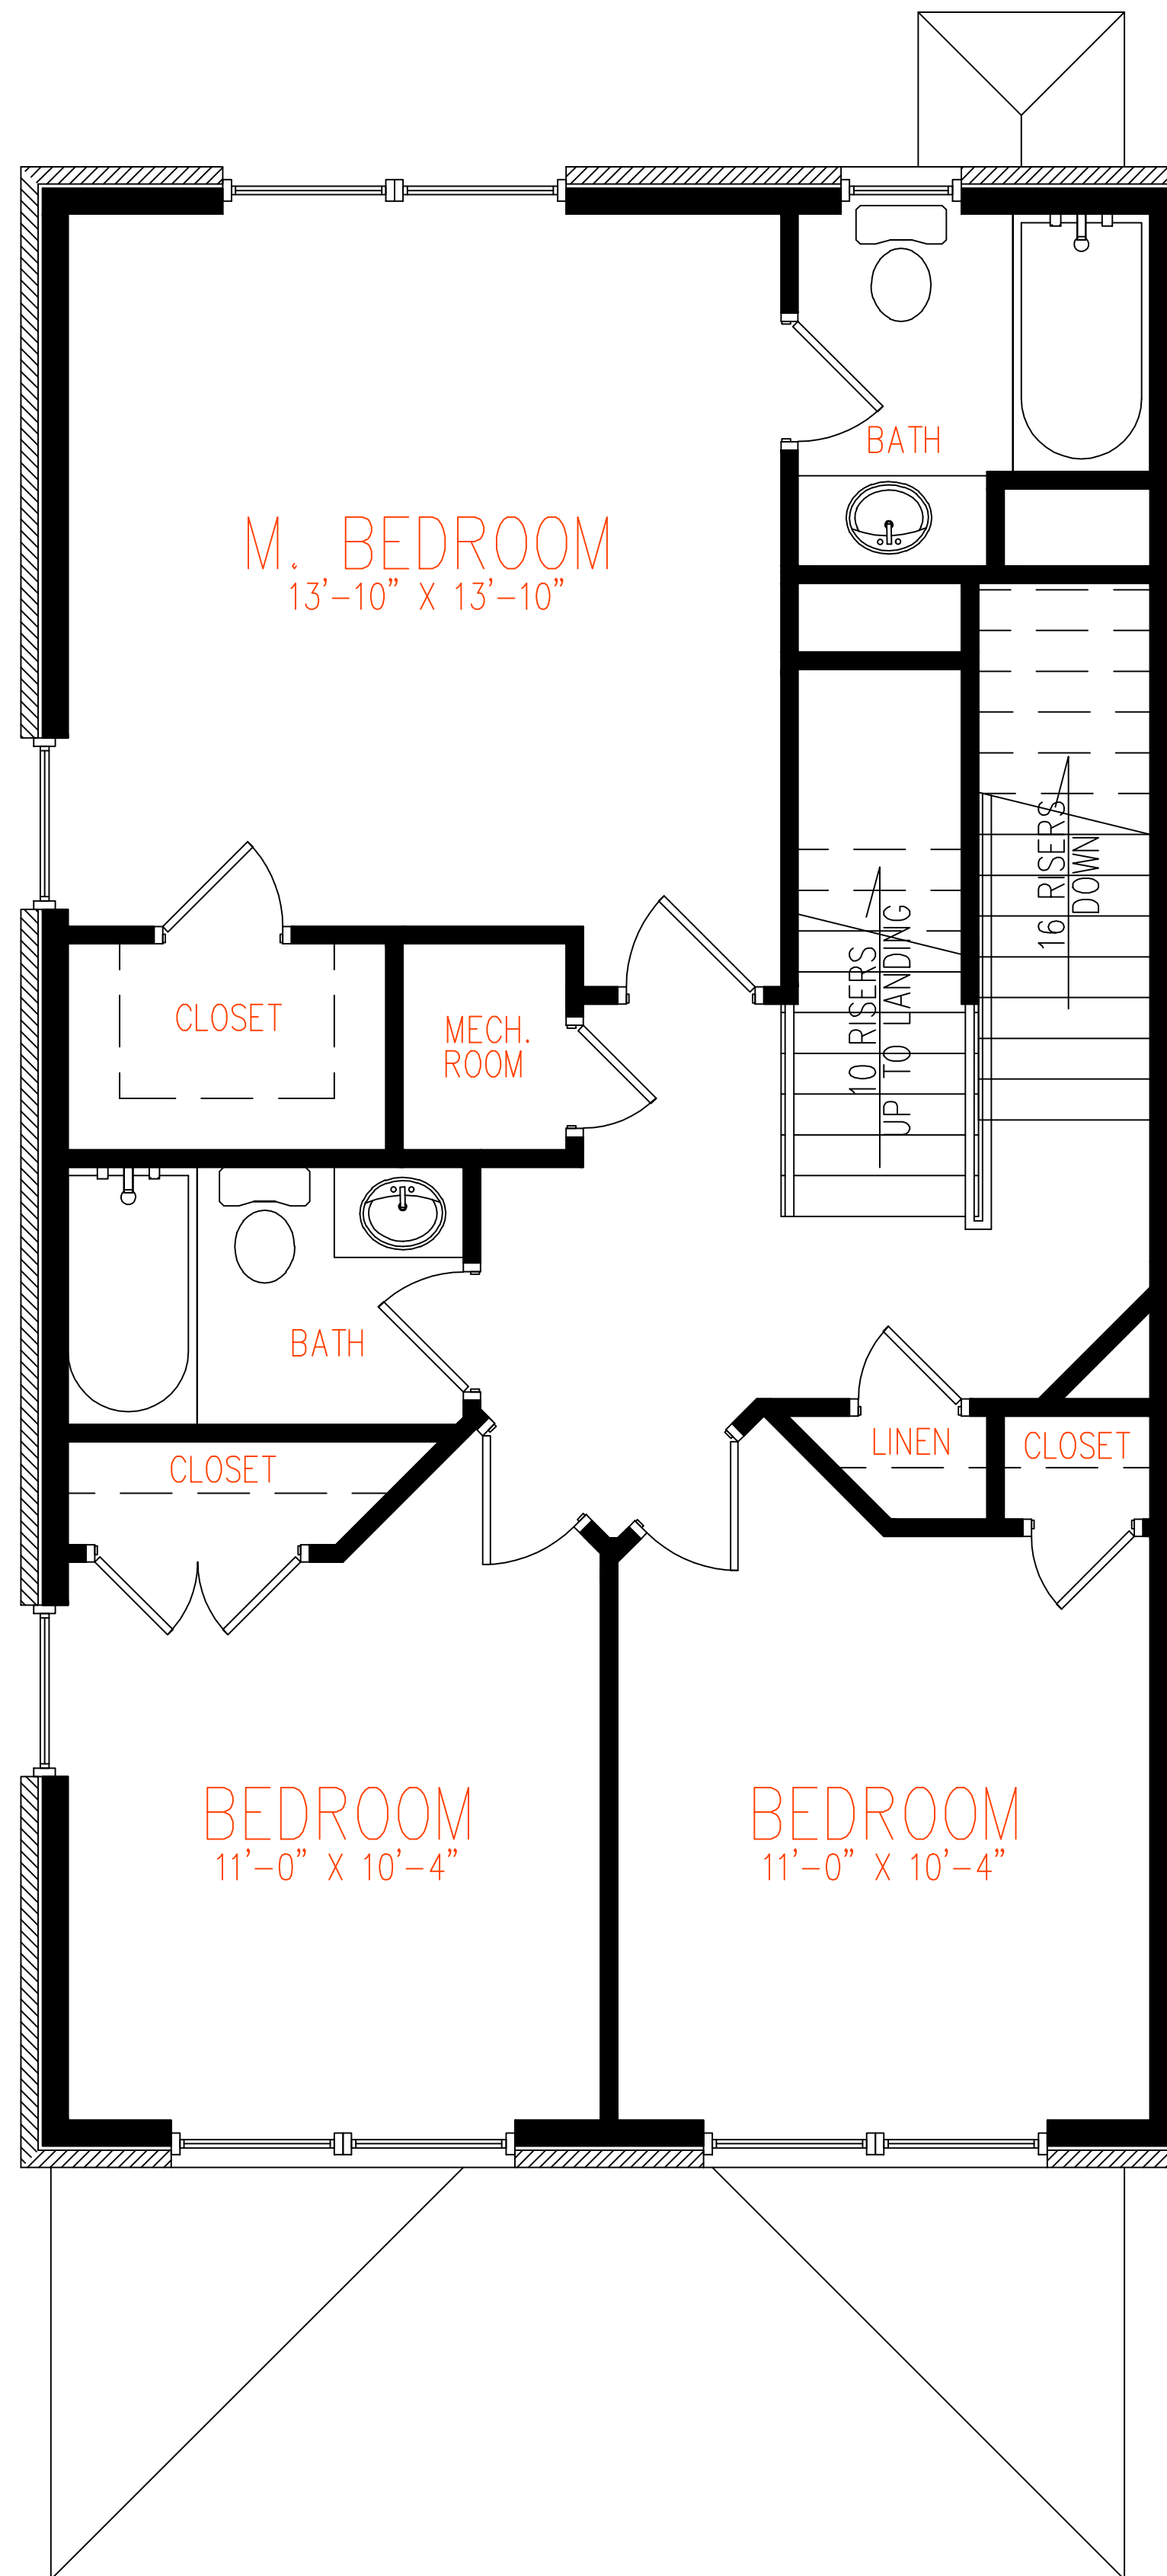 BATH
M. BEDROOM
13'-10" X 13'-10"
16 RISERS
DOWN
10 RISERS
UP TO LANDING
CLOSET
MECH.
ROOM
BATH
CLOSET
LINEN
CLOSET
BEDROOM
11'-0" X 10'-4"
BEDROOM
11'-0" X 10'-4"